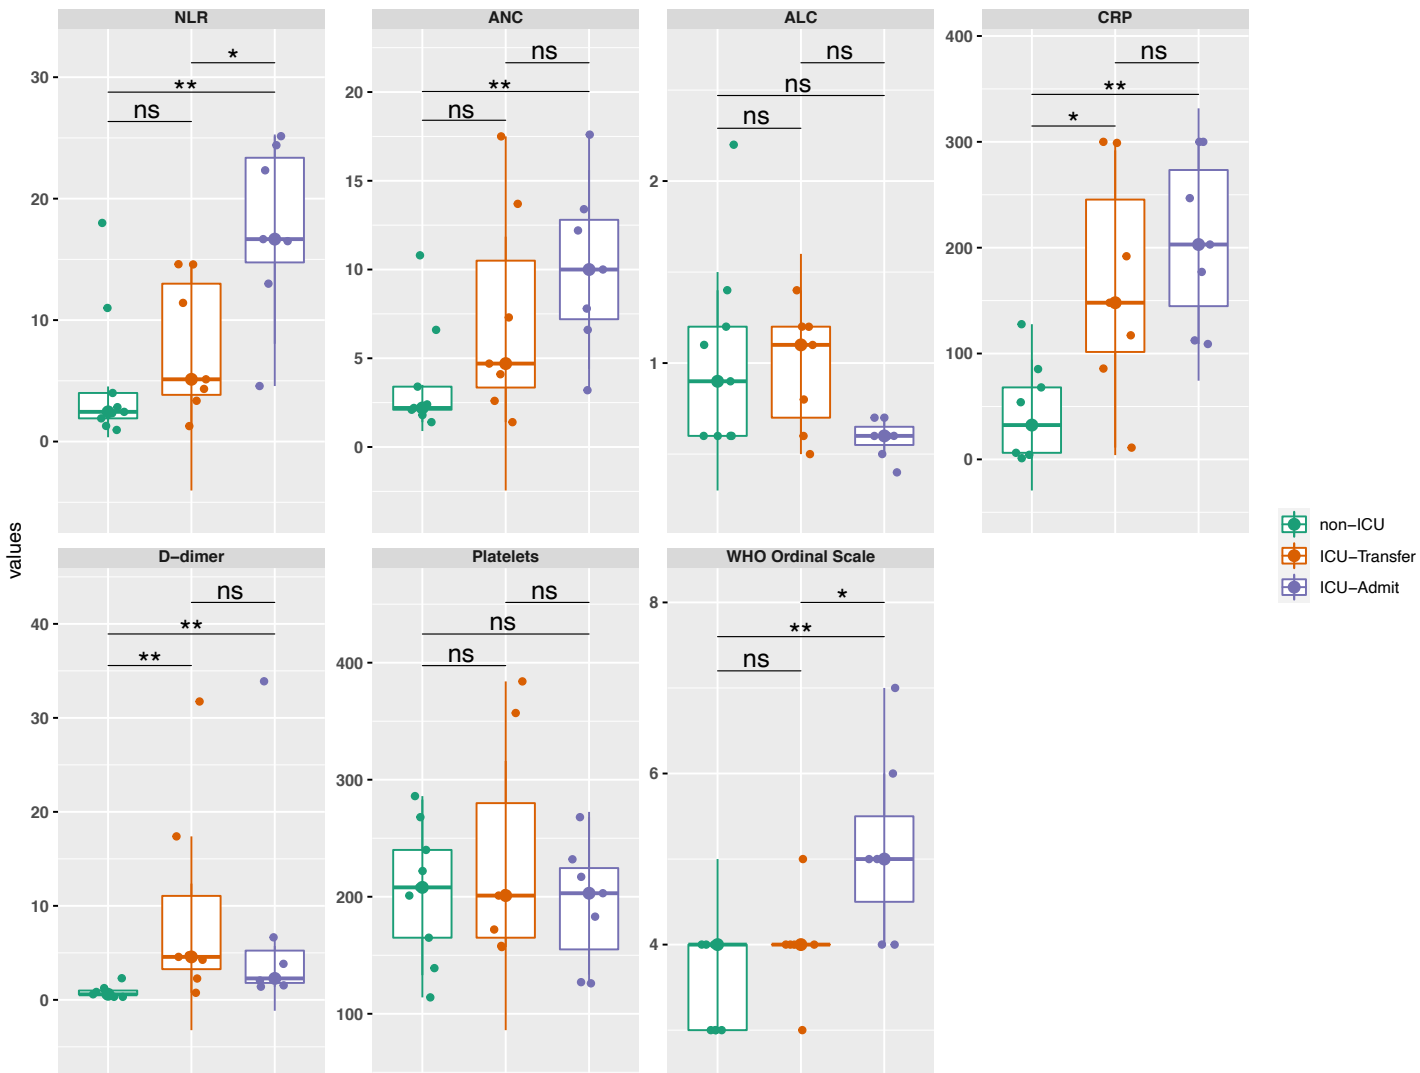 NLR
ANC
ALC
CRP
30
20
10
0
ns
**
*
20
15
10
5
0
ns
**
ns
2
1
ns
ns
ns
400
300
200
100
0
*
**
ns
values
non−ICU
ICU−Transfer
ICU−Admit
D−dimer
Platelets
WHO Ordinal Scale
40
30
20
10
0
**
**
ns
400
300
200
100
ns
ns
ns
8
6
4
ns
**
*